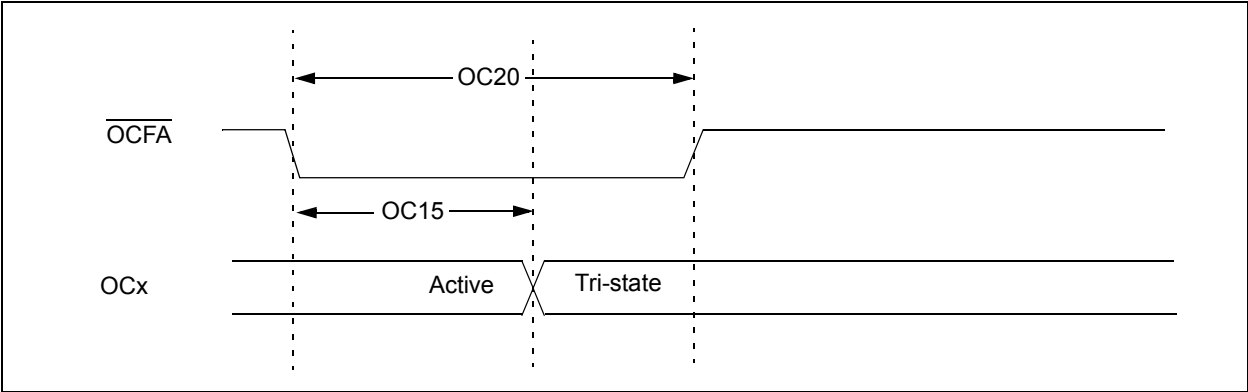 OC20
OCFA
OC15
OCx
Active
Tri-state